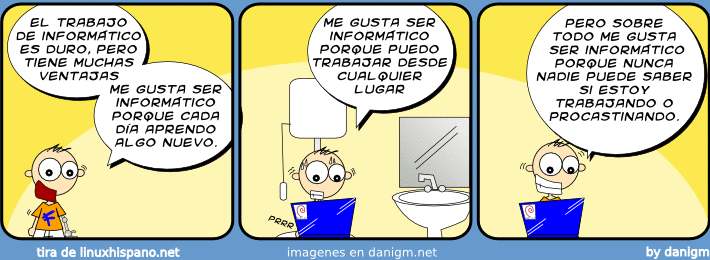 EL TRABAJO
DE INFORMÁTICO
ES DURO, PERO
TIENE MUCHAS
VENTAJAS
ME GUSTA SER
INFORMÁTICO
PORQUE CADA
DÍA APRENDO
ALGO NUEVO.
ME GUSTA SER
INFORMÁTICO
PORQUE PUEDO
TRABAJAR DESDE
CUALQUIER
LUGAR
PRRR
PERO SOBRE
TODO ME GUSTA
SER INFORMÁTICO
PORQUE NUNCA
NADIE PUEDE SABER
SI ESTOY
TRABAJANDO O
PROCASTINANDO.
tira de linuxhispano.net
imagenes en danigm.net
by danigm